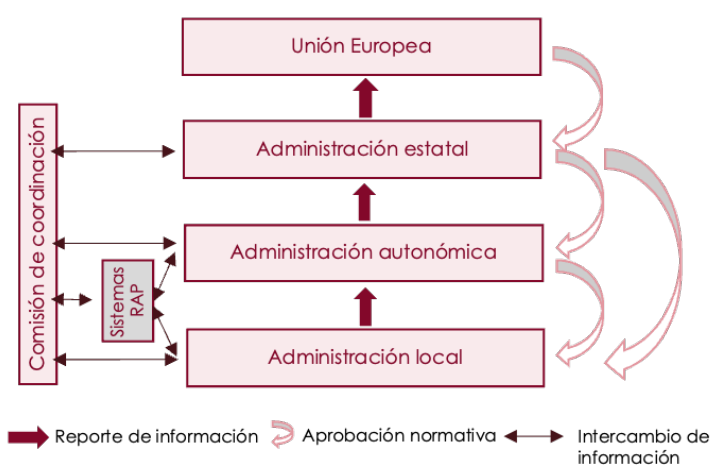 Unión Europea
Administración estatal
Comisión de coordinación
Administración autonómica
Sistemas
RAP
Administración local
Reporte de información
Aprobación normativa
Intercambio de
información